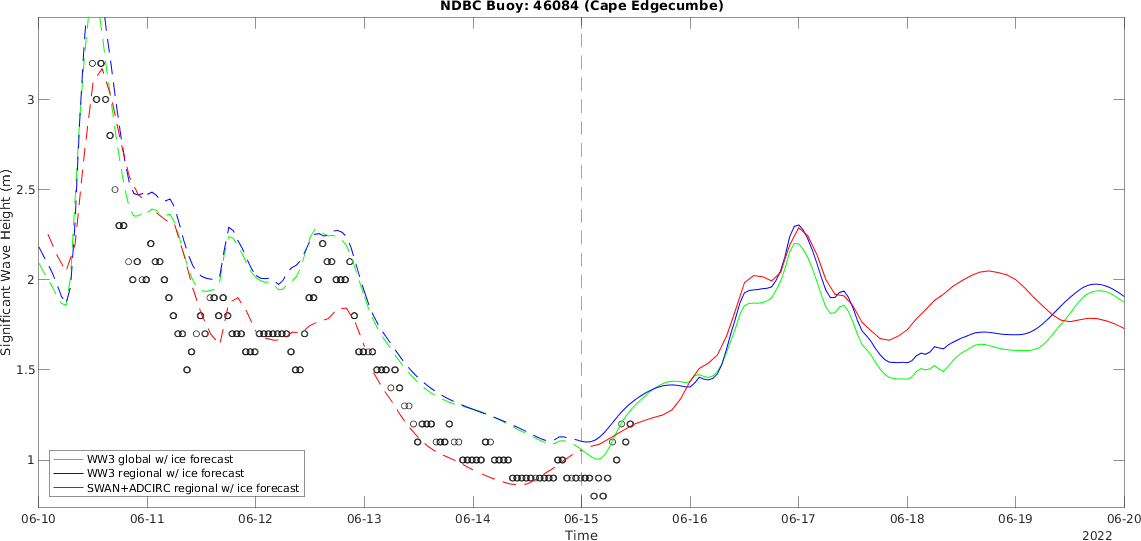 NDBC Buoy: 46084 (Cape Edgecumbe)
Significant Wave Height (m)
3
2.5
2
1.5
1
WW3 global w/ ice forecast
WW3 regional w/ ice forecast
SWAN+ADCIRC regional w/ ice forecast
06-10 06-11 06-12 06-13 06-14 06-15 06-16 06-17 06-18 06-19 06-20
Time
2022